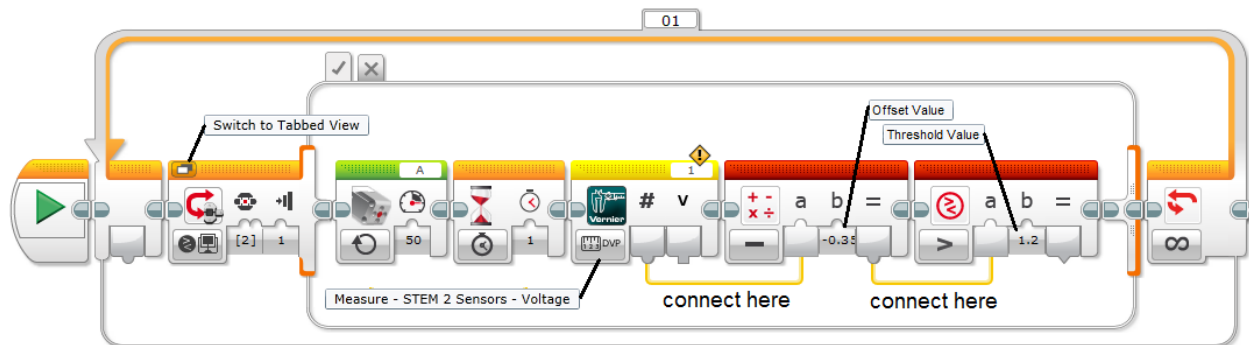 01
Offset Value
Switch to Tabbed View
Threshold Value
A
1
# v
a b =
a b =
Vernier
[2] 1
50
1
123 DVP
-0.35
1.2
Measure - STEM 2 Sensors - Voltage
connect here
connect here